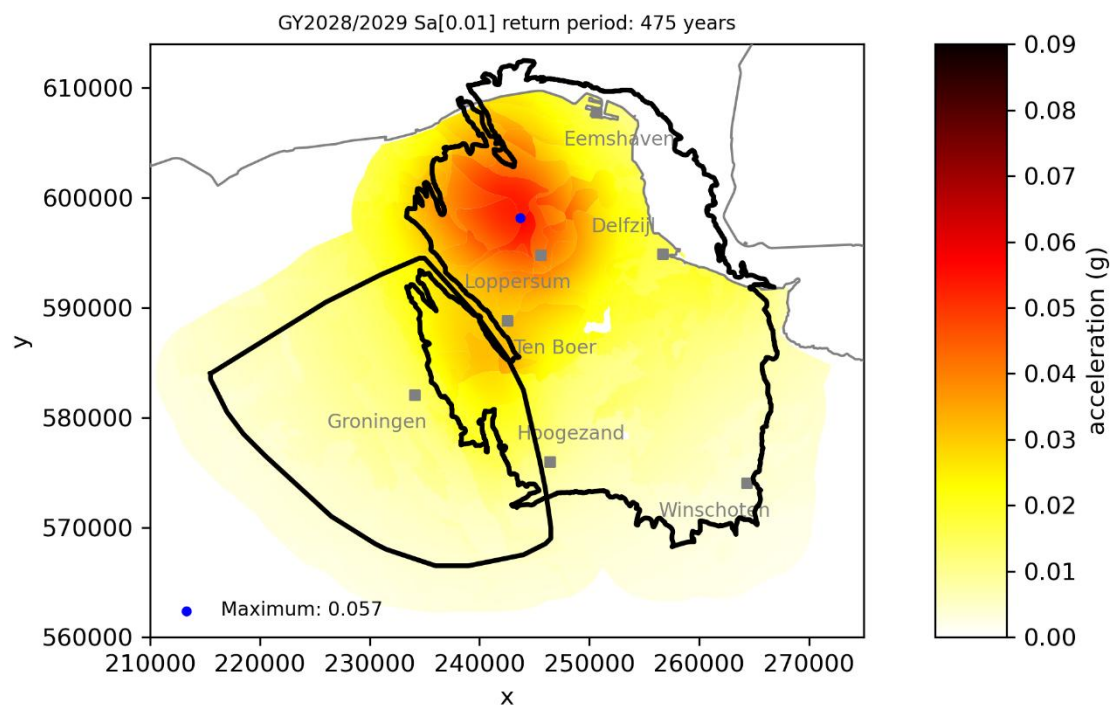 GY2028/2029 Sa[0.01] return period: 475 years
0.09
610000
0.08
Eemshaven
0.07
600000
Delfzijl
0.06
Loppersum
590000
0.05
y
acceleration (g)
Ten Boer
0.04
580000
Groningen
Hoogezand
0.03
Winschoten
570000
0.02
0.01
Maximum: 0.057
560000
0.00
210000 220000 230000 240000 250000 260000 270000
x